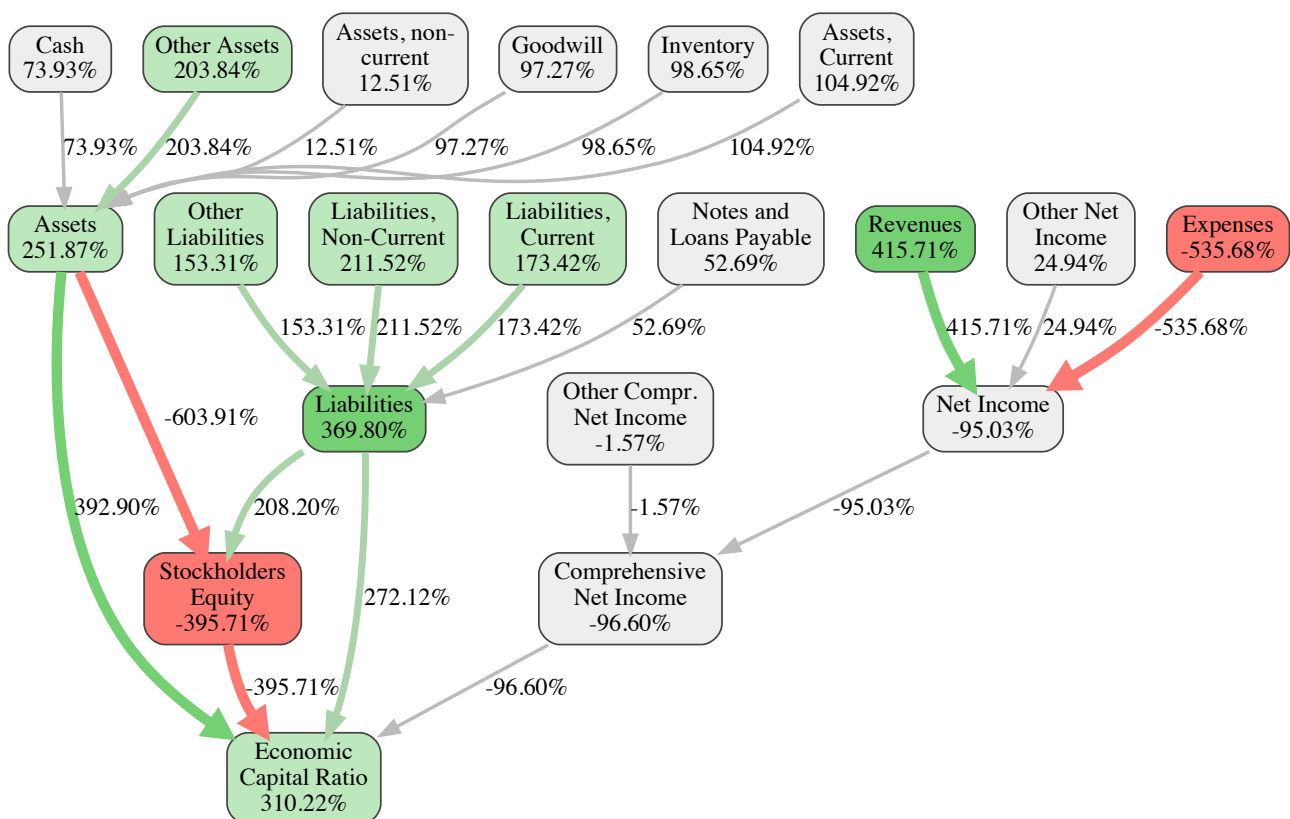 Cash
73.93%
Other Assets
203.84%
Assets, non-
current
12.51%
Goodwill
97.27%
Inventory
98.65%
Assets,
Current
104.92%
73.93%
203.84%
12.51%
97.27%
98.65%
104.92%
Assets
251.87%
Other
Liabilities
153.31%
Liabilities,
Non-Current
211.52%
Liabilities,
Current
173.42%
Notes and
Loans Payable
52.69%
Revenues
415.71%
Other Net
Income
24.94%
Expenses
-535.68%
153.31%
211.52%
173.42%
52.69%
415.71%
24.94%
-535.68%
-603.91%
Liabilities
369.80%
Other Compr.
Net Income
-1.57%
Net Income
-95.03%
392.90%
208.20%
-1.57%
-95.03%
Stockholders
Equity
-395.71%
272.12%
Comprehensive
Net Income
-96.60%
-395.71%
-96.60%
Economic
Capital Ratio
310.22%